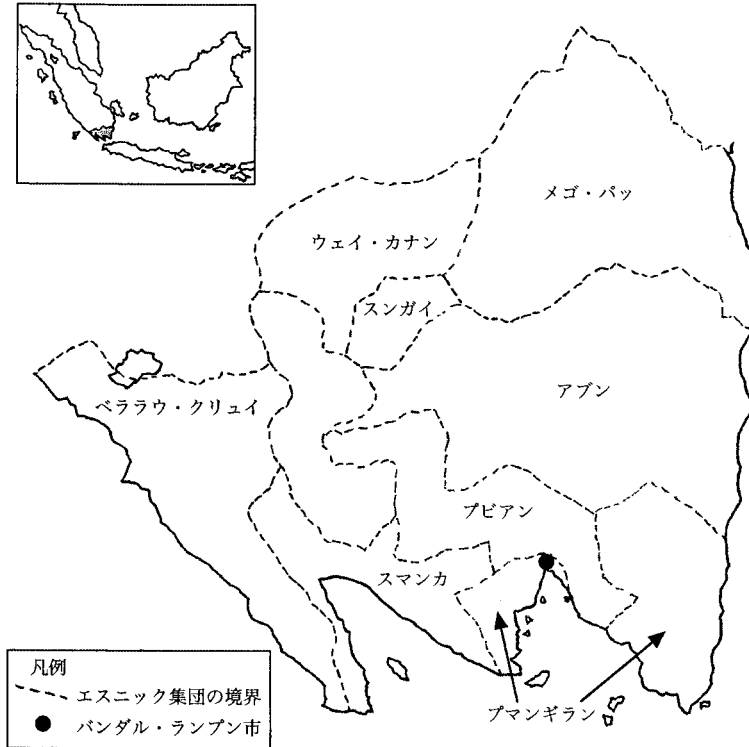 メゴ・パッ
ウェイ・カナン
スンガイ
ベララウ・クリュイ
アブン
プビアン
スマンカ
プマンギラン
凡例
エスニック集団の境界
バンダル・ランプン市